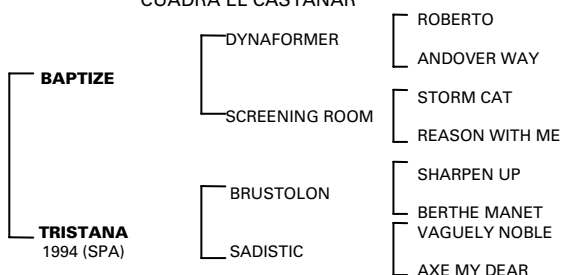 CUADRA EL CASTAÑAR
ROBERTO
DYNAFORMER
ANDOVER WAY
BAPTIZE
STORM CAT
SCREENING ROOM
REASON WITH ME
SHARPEN UP
BRUSTOLON
BERTHE MANET
TRISTANA
VAGUELY NOBLE
1994 (SPA)
SADISTIC
AXE MY DEAR